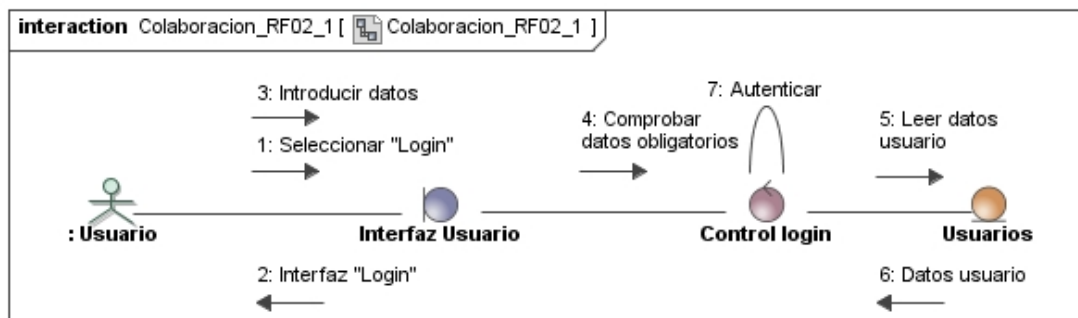 interaction Colaboracion_RF02_1 [ Colaboracion_RF02_1 ]
3: Introducir datos
7: Autenticar
1: Seleccionar "Login"
4: Comprobar
datos obligatorios
5: Leer datos
usuario
: Usuario
Interfaz Usuario
Control login
Usuarios
2: Interfaz "Login"
6: Datos usuario